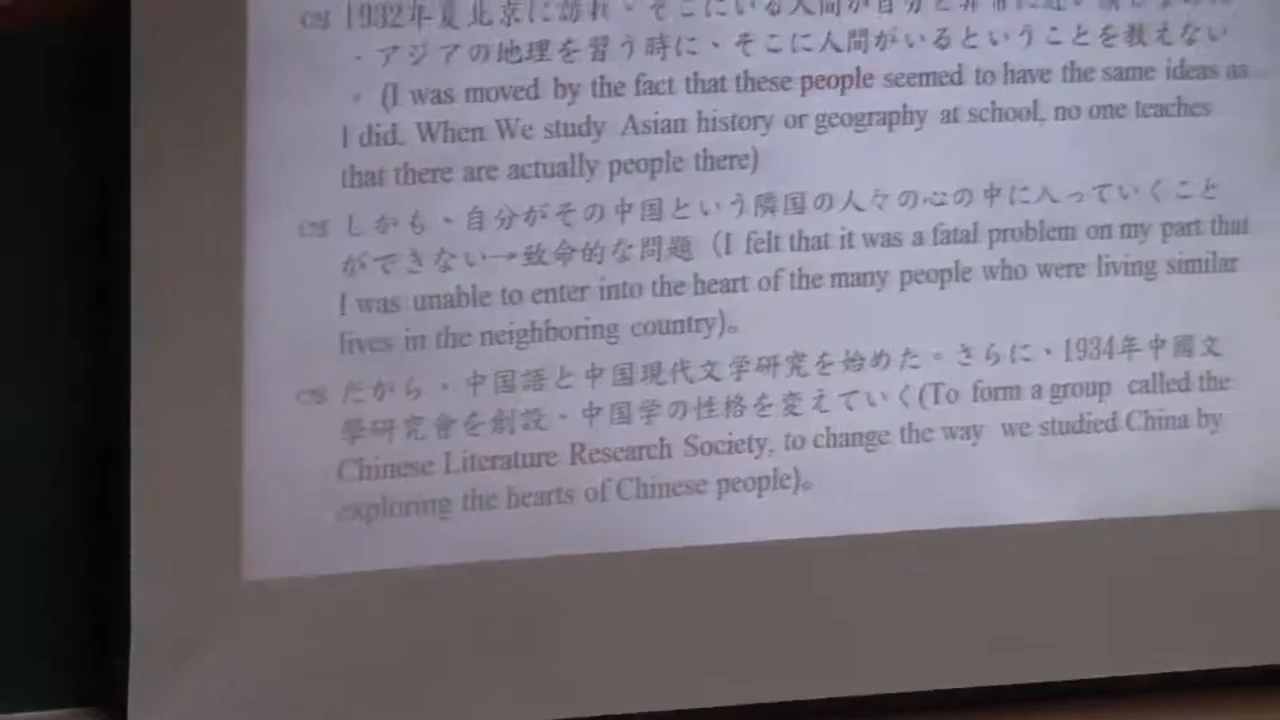 1932年夏北京に訪れ、そこにいる人間が自分と非常に近い
、アジアの地理を習う時に、そこに人間がいるということを教えない
。(I was moved by the fact that these people seemed to have the same ideas as
I did. When We study Asian history or geography at school, no one teaches
that there are actually people there)
しかも、自分がその中国という隣国の人々の心の中に入っていくこと
ができない→致命的な問題（I felt that it was a fatal problem on my part that
I was unable to enter into the heart of the many people who were living similar
lives in the neighboring country)。
だから、中国語と中国現代文学研究を始めた。さらに、1934年中國文
學研究會を創設、中国学の性格を変えていく(To form a group called the
Chinese Literature Research Society, to change the way we studied China by
exploring the hearts of Chinese people)。